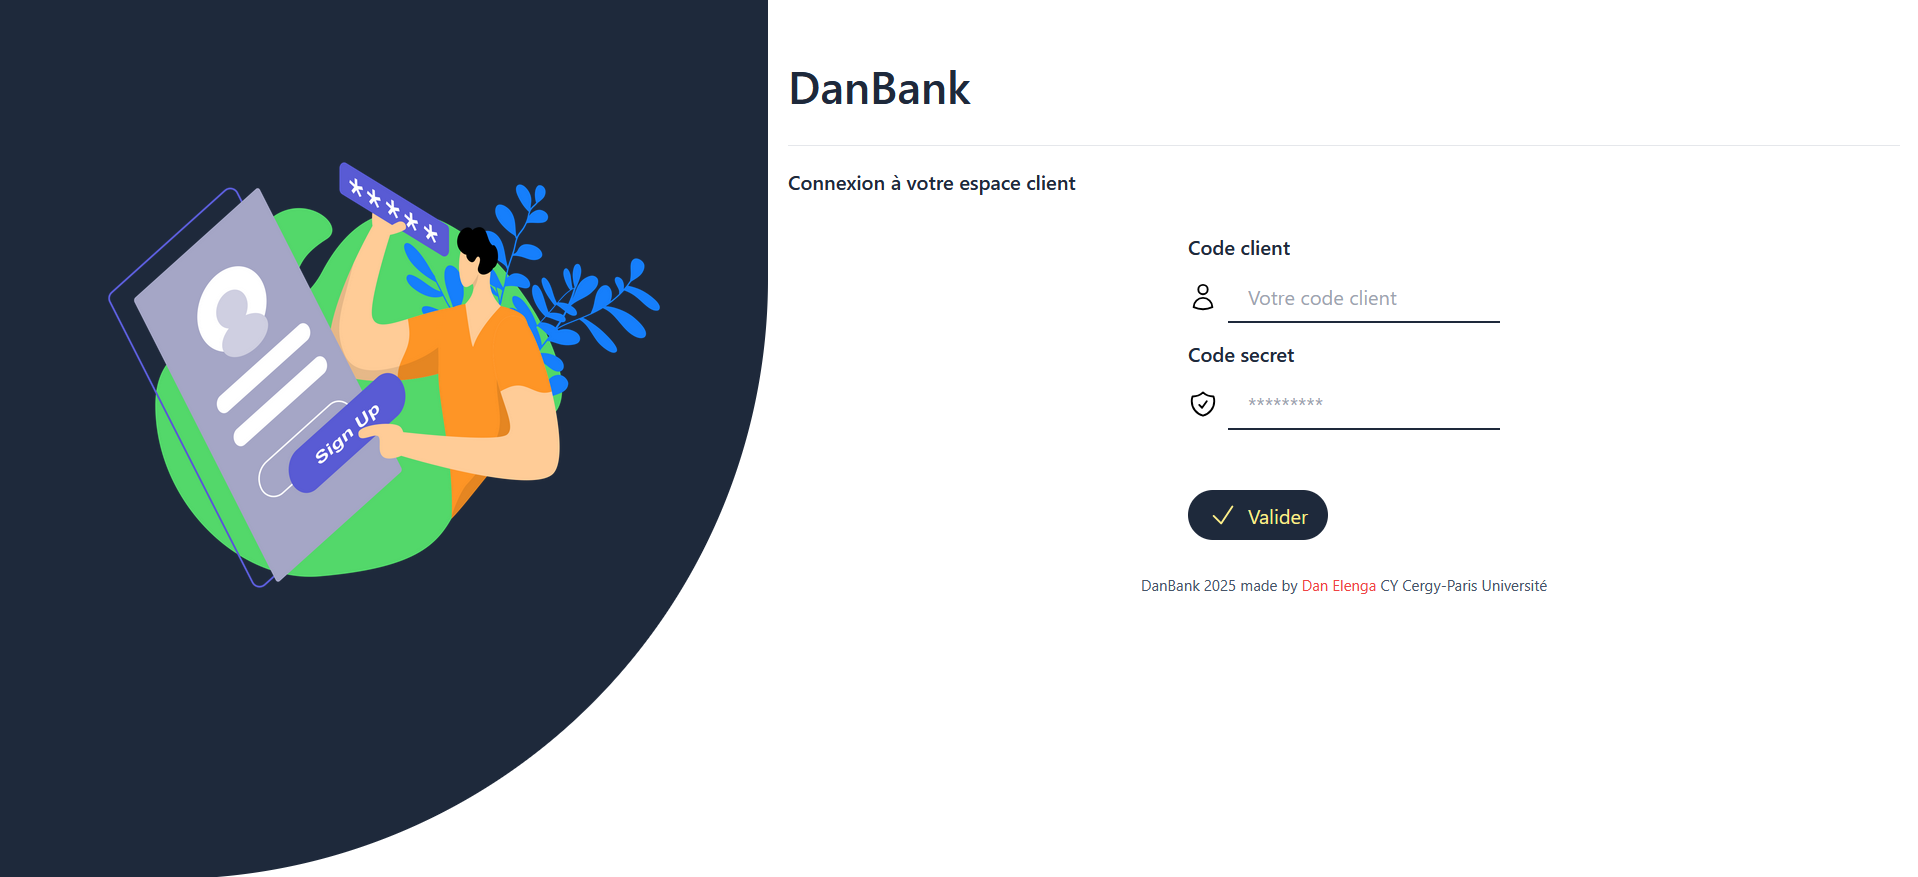 DanBank
Connexion à votre espace client
Code client
Votre code client
Code secret
*********
Valider
DanBank 2025 made by Dan Elenga CY Cergy-Paris Université
*****
Sign Up